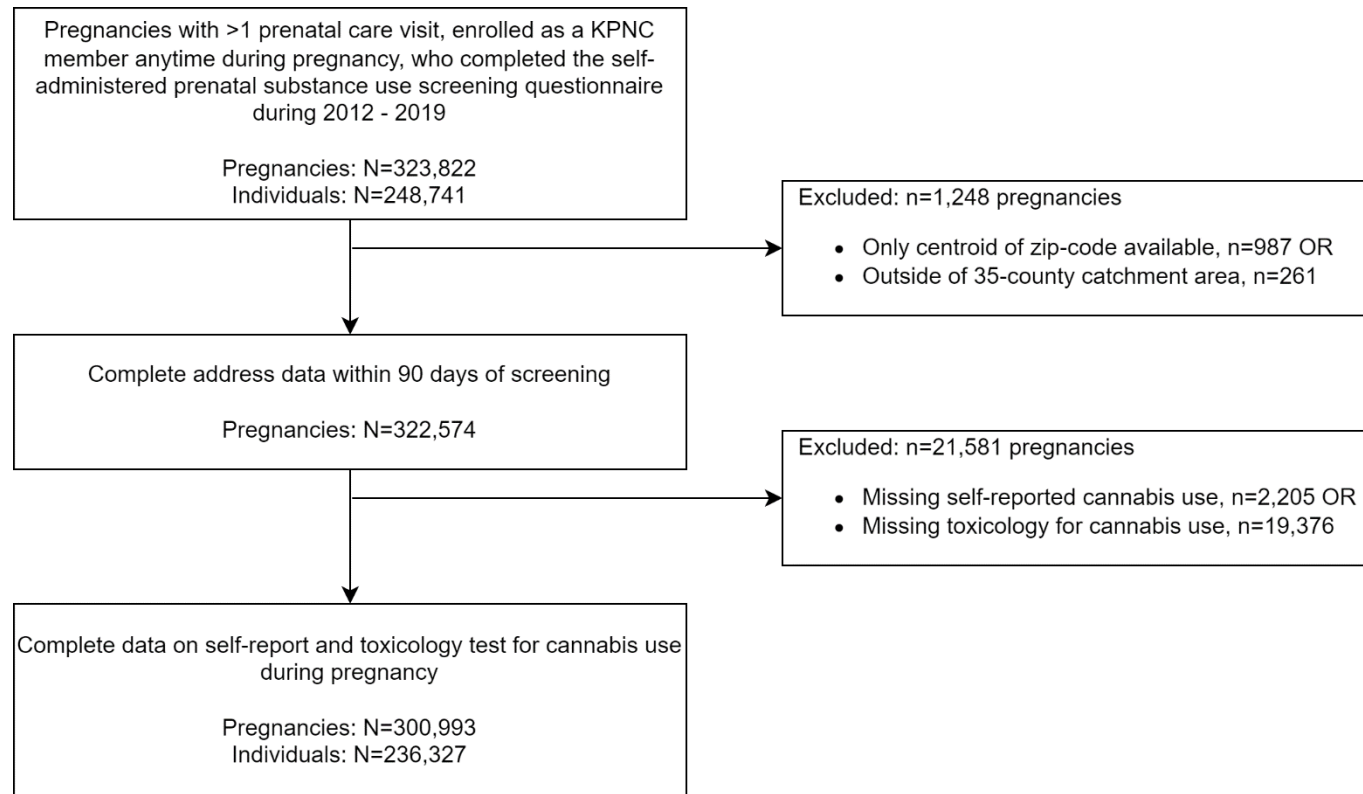 Pregnancies with >1 prenatal care visit, enrolled as a KPNC
member anytime during pregnancy, who completed the self-
administered prenatal substance use screening questionnaire
during 2012 - 2019
Pregnancies: N=323,822
Individuals: N=248,741
Excluded: n=1,248 pregnancies
• Only centroid of zip-code available, n=987 OR
• Outside of 35-county catchment area, n=261
Complete address data within 90 days of screening
Pregnancies: N=322,574
Excluded: n=21,581 pregnancies
• Missing self-reported cannabis use, n=2,205 OR
• Missing toxicology for cannabis use, n=19,376
Complete data on self-report and toxicology test for cannabis use
during pregnancy
Pregnancies: N=300,993
Individuals: N=236,327